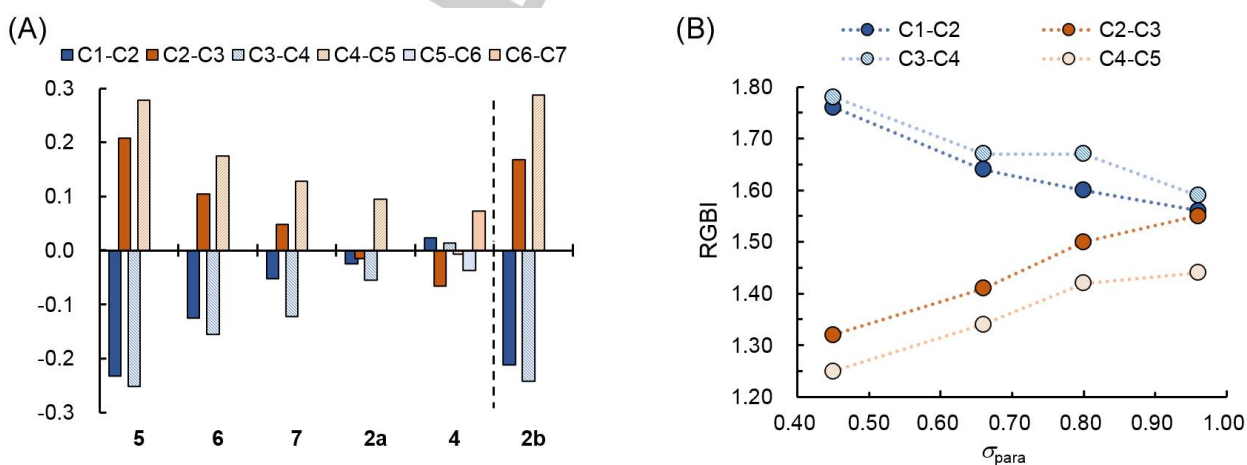 (A)
C1-C2 C2-C3 C3-C4 C4-C5 C5-C6 C6-C7
0.3
0.2
0.1
0.0
-0.1
-0.2
-0.3
5 6 7 2a 4 2b
(B)
C1-C2 C2-C3
C3-C4 C4-C5
RGBI
1.80
1.70
1.60
1.50
1.40
1.30
1.20
0.40 0.50 0.60 0.70 0.80 0.90 1.00
σpara